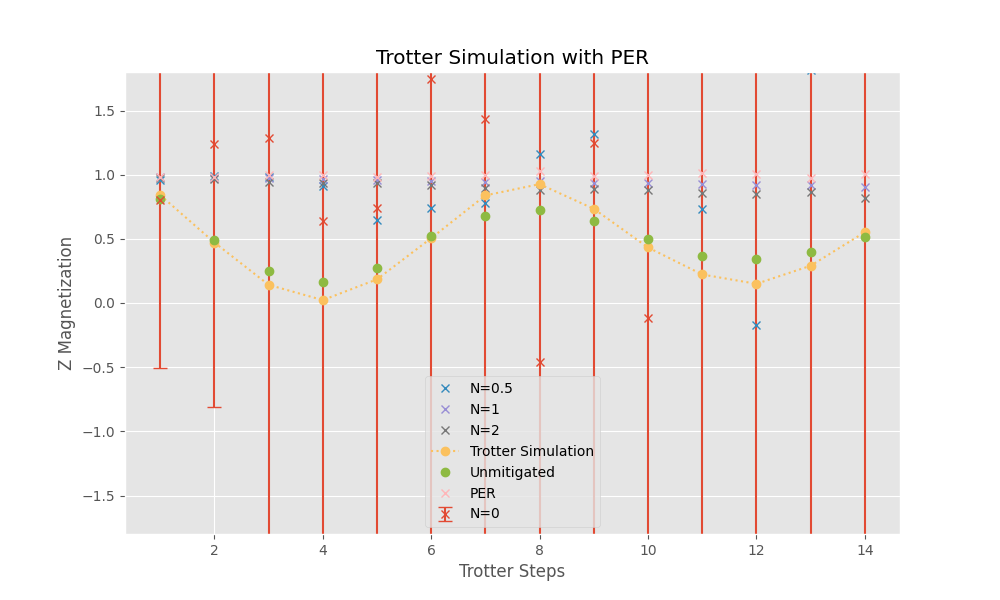 Trotter Simulation with PER
Z Magnetization
1.5
1.0
0.5
0.0
−0.5
−1.0
−1.5
N=0.5
N=1
N=2
Trotter Simulation
Unmitigated
PER
N=0
2 4 6 8 10 12 14
Trotter Steps